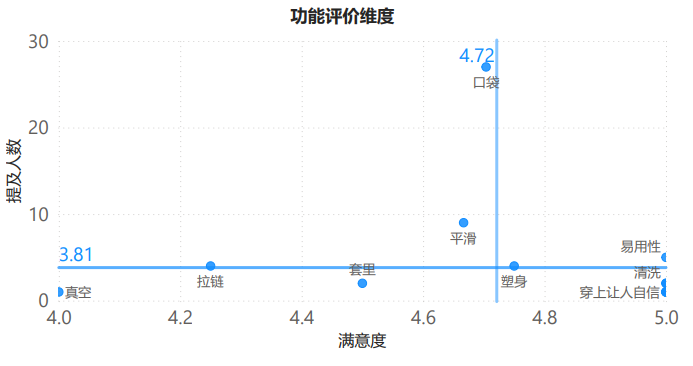 功能评价维度
30
4.72
口袋
20
提及人数
10
平滑
易用性
3.81
套里
清洗
拉链
塑身
真空
穿上让人自信
0
4.0
4.2
4.4
4.6
4.8
5.0
满意度